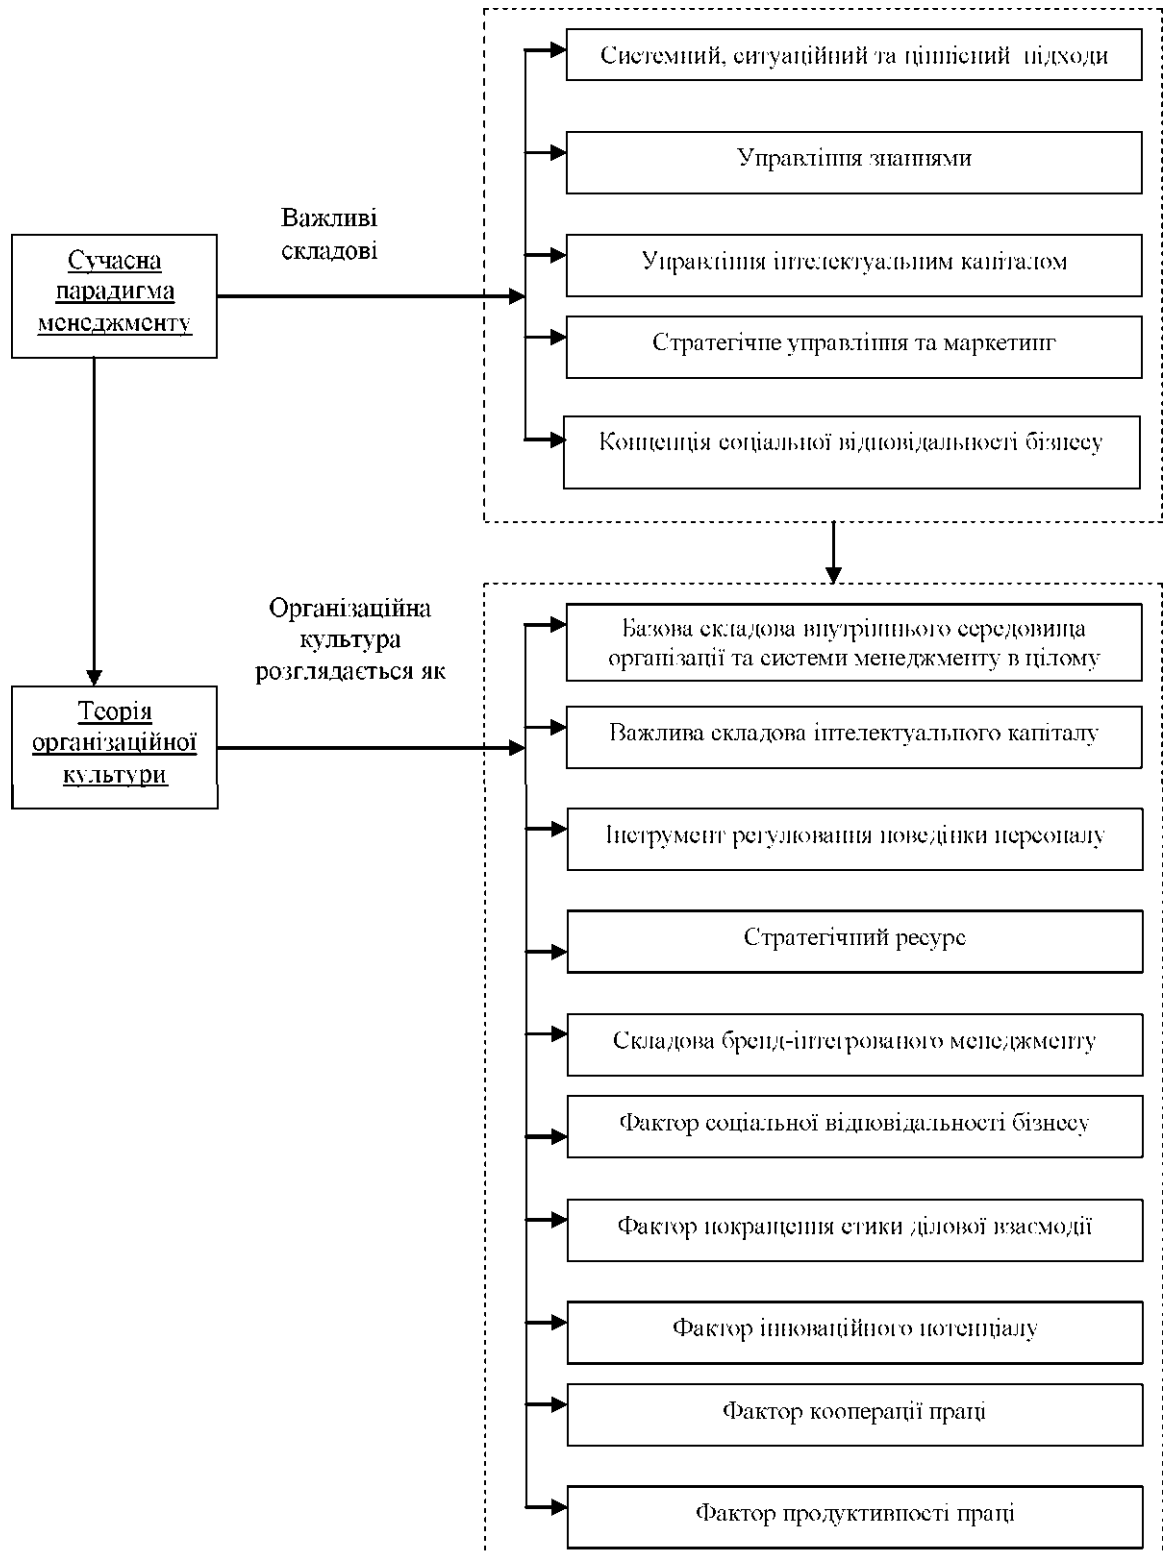 Системний, ситуаційний та ціннісний підходи
Управління знаннями
Важливі
складові
Сучасна
парадигма
менеджменту
Управління інтелектуальним капіталом
Стратегічне управління та маркетинг
Концепція соціальної відповідальності бізнесу
Організаційна
культура
розглядається як
Базова складова внутрішнього середовища
організації та системи менеджменту в цілому
Теорія
організаційної
культури
Важлива складова інтелектуального капіталу
Інструмент регулювання поведінки персоналу
Стратегічний ресурс
Складова бренд-інтегрованого менеджменту
Фактор соціальної відповідальності бізнесу
Фактор покращення етики ділової взаємодії
Фактор інноваційного потенціалу
Фактор кооперації праці
Фактор продуктивності праці